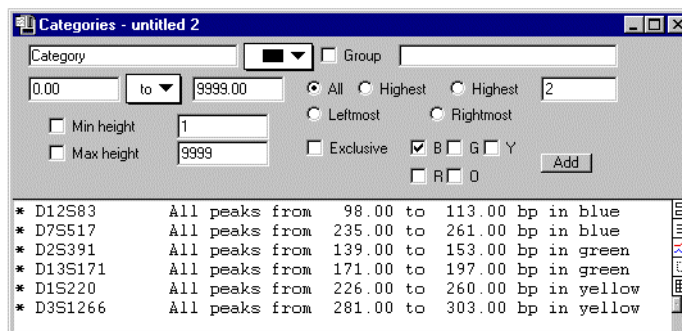 Categories - untitled 2
Category Group
0.00 to 9999.00 All Highest Highest 2
Leftmost Rightmost
Min height 1
Max height 9999 Exclusive B G Y
R O Add
* D12S83 All peaks from 98.00 to 113.00 bp in blue
* D7S517 All peaks from 235.00 to 261.00 bp in blue
* D2S391 All peaks from 139.00 to 153.00 bp in green
* D13S171 All peaks from 171.00 to 197.00 bp in green
* D1S220 All peaks from 226.00 to 260.00 bp in yellow
* D3S1266 All peaks from 281.00 to 303.00 bp in yellow